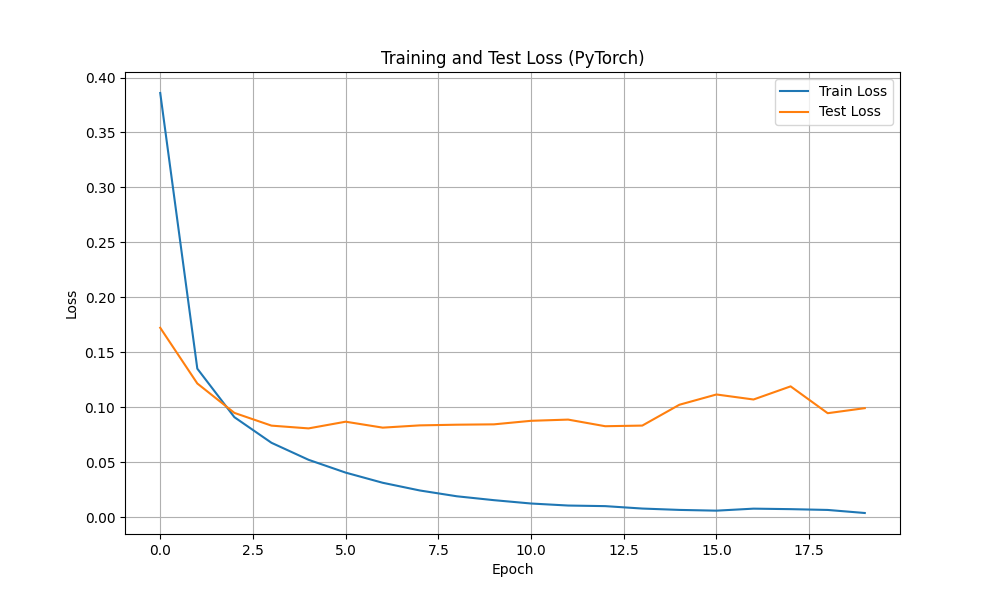 Training and Test Loss (PyTorch)
Train Loss
Test Loss
0.40
0.35
0.30
0.25
0.20
0.15
0.10
0.05
0.00
Loss
0.0 2.5 5.0 7.5 10.0 12.5 15.0 17.5
Epoch